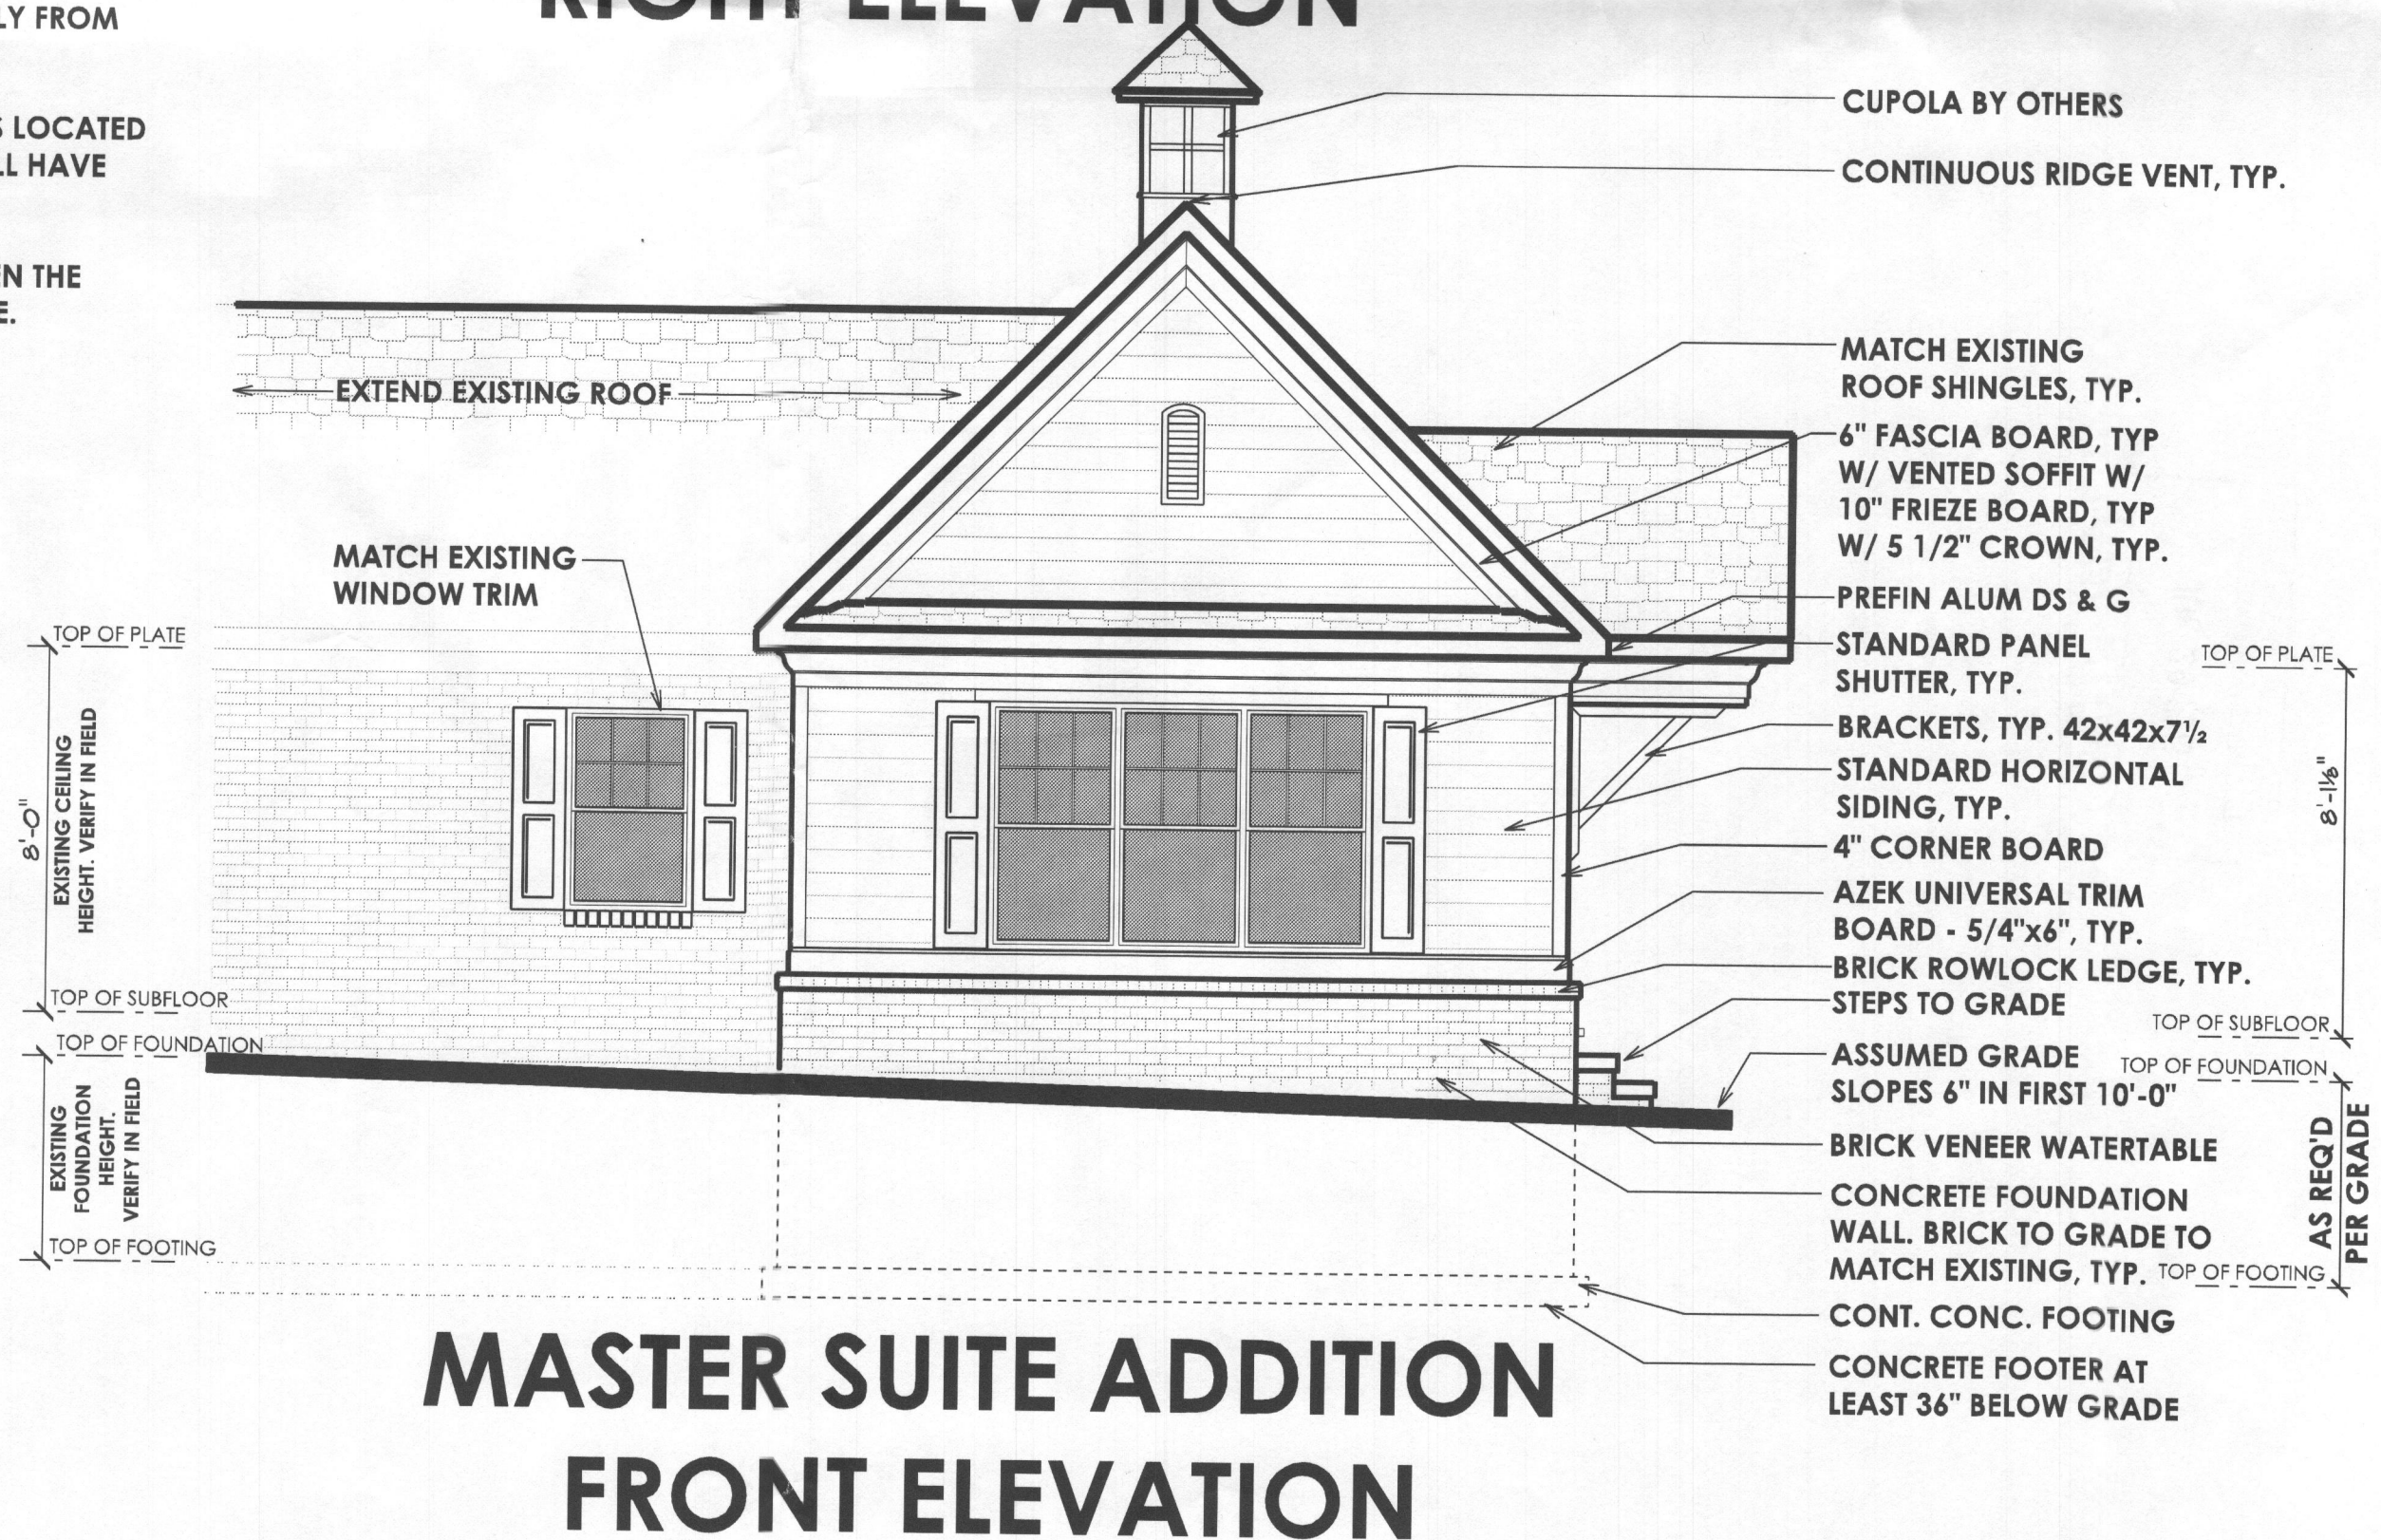 RIGHT ELEVATION
LY FROM
LOCATED
HAVE
THE
CUPOLA BY OTHERS
CONTINUOUS RIDGE VENT, TYP.
MATCH EXISTING
ROOF SHINGLES, TYP.
6" FASCIA BOARD, TYP
W/ VENTED SOFFIT W/
10" FRIEZE BOARD, TYP
W/ 5 1/2" CROWN, TYP.
PREFIN ALUM DS & G
STANDARD PANEL
SHUTTER, TYP.
BRACKETS, TYP. 42x42x7½
STANDARD HORIZONTAL
SIDING, TYP.
4" CORNER BOARD
AZEK UNIVERSAL TRIM
BOARD - 5/4"x6", TYP.
BRICK ROWLOCK LEDGE, TYP.
STEPS TO GRADE
ASSUMED GRADE
SLOPES 6" IN FIRST 10'-0"
BRICK VENEER WATERTABLE
CONCRETE FOUNDATION
WALL. BRICK TO GRADE TO
MATCH EXISTING, TYP.
CONT. CONC. FOOTING
CONCRETE FOOTER AT
LEAST 36" BELOW GRADE
EXTEND EXISTING ROOF
MATCH EXISTING
WINDOW TRIM
TOP OF PLATE
8'-0"
EXISTING CEILING
HEIGHT. VERIFY IN FIELD
TOP OF SUBFLOOR
TOP OF FOUNDATION
EXISTING
FOUNDATION
HEIGHT.
VERIFY IN FIELD
TOP OF FOOTING
TOP OF PLATE
8'-1⅛"
TOP OF SUBFLOOR
TOP OF FOUNDATION
AS REQ'D
PER GRADE
TOP OF FOOTING
MASTER SUITE ADDITION
FRONT ELEVATION